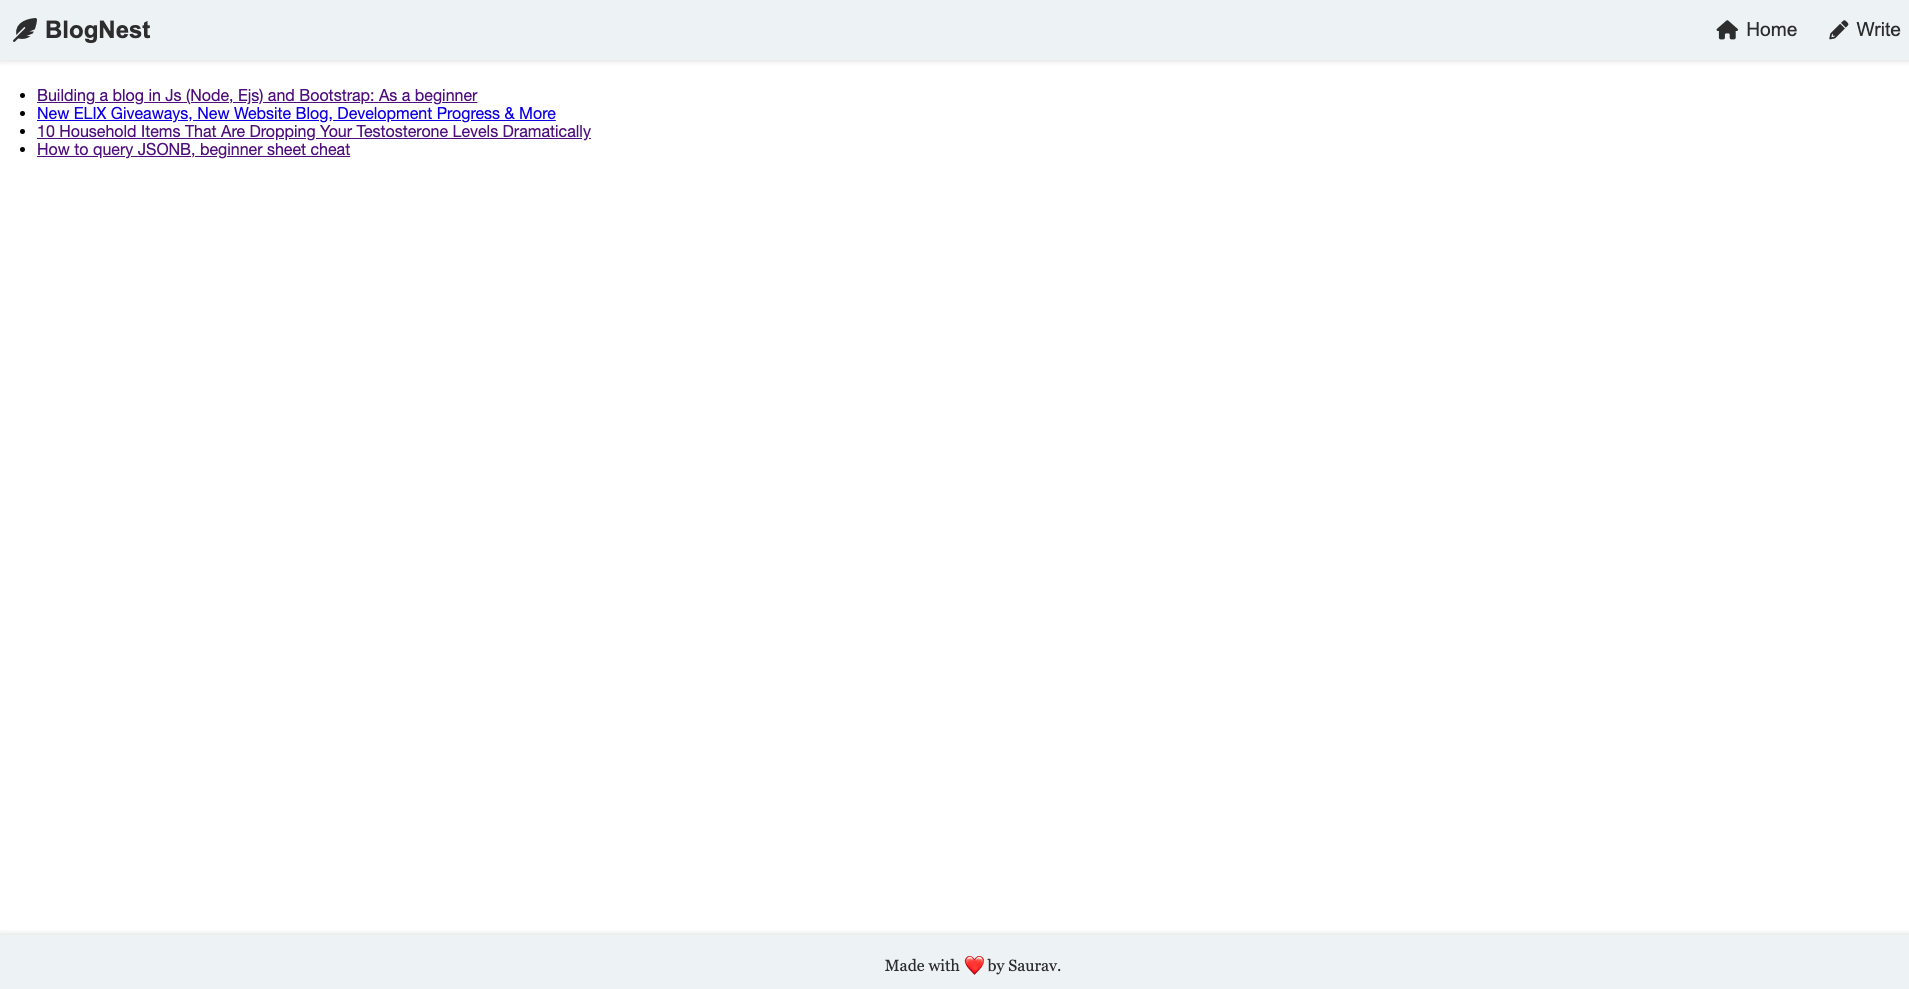 BlogNest
Home
Write
Building a blog in Js (Node, Ejs) and Bootstrap: As a beginner
New ELIX Giveaways, New Website Blog, Development Progress & More
10 Household Items That Are Dropping Your Testosterone Levels Dramatically
How to query JSONB, beginner sheet cheat
Made with ❤️ by Saurav.